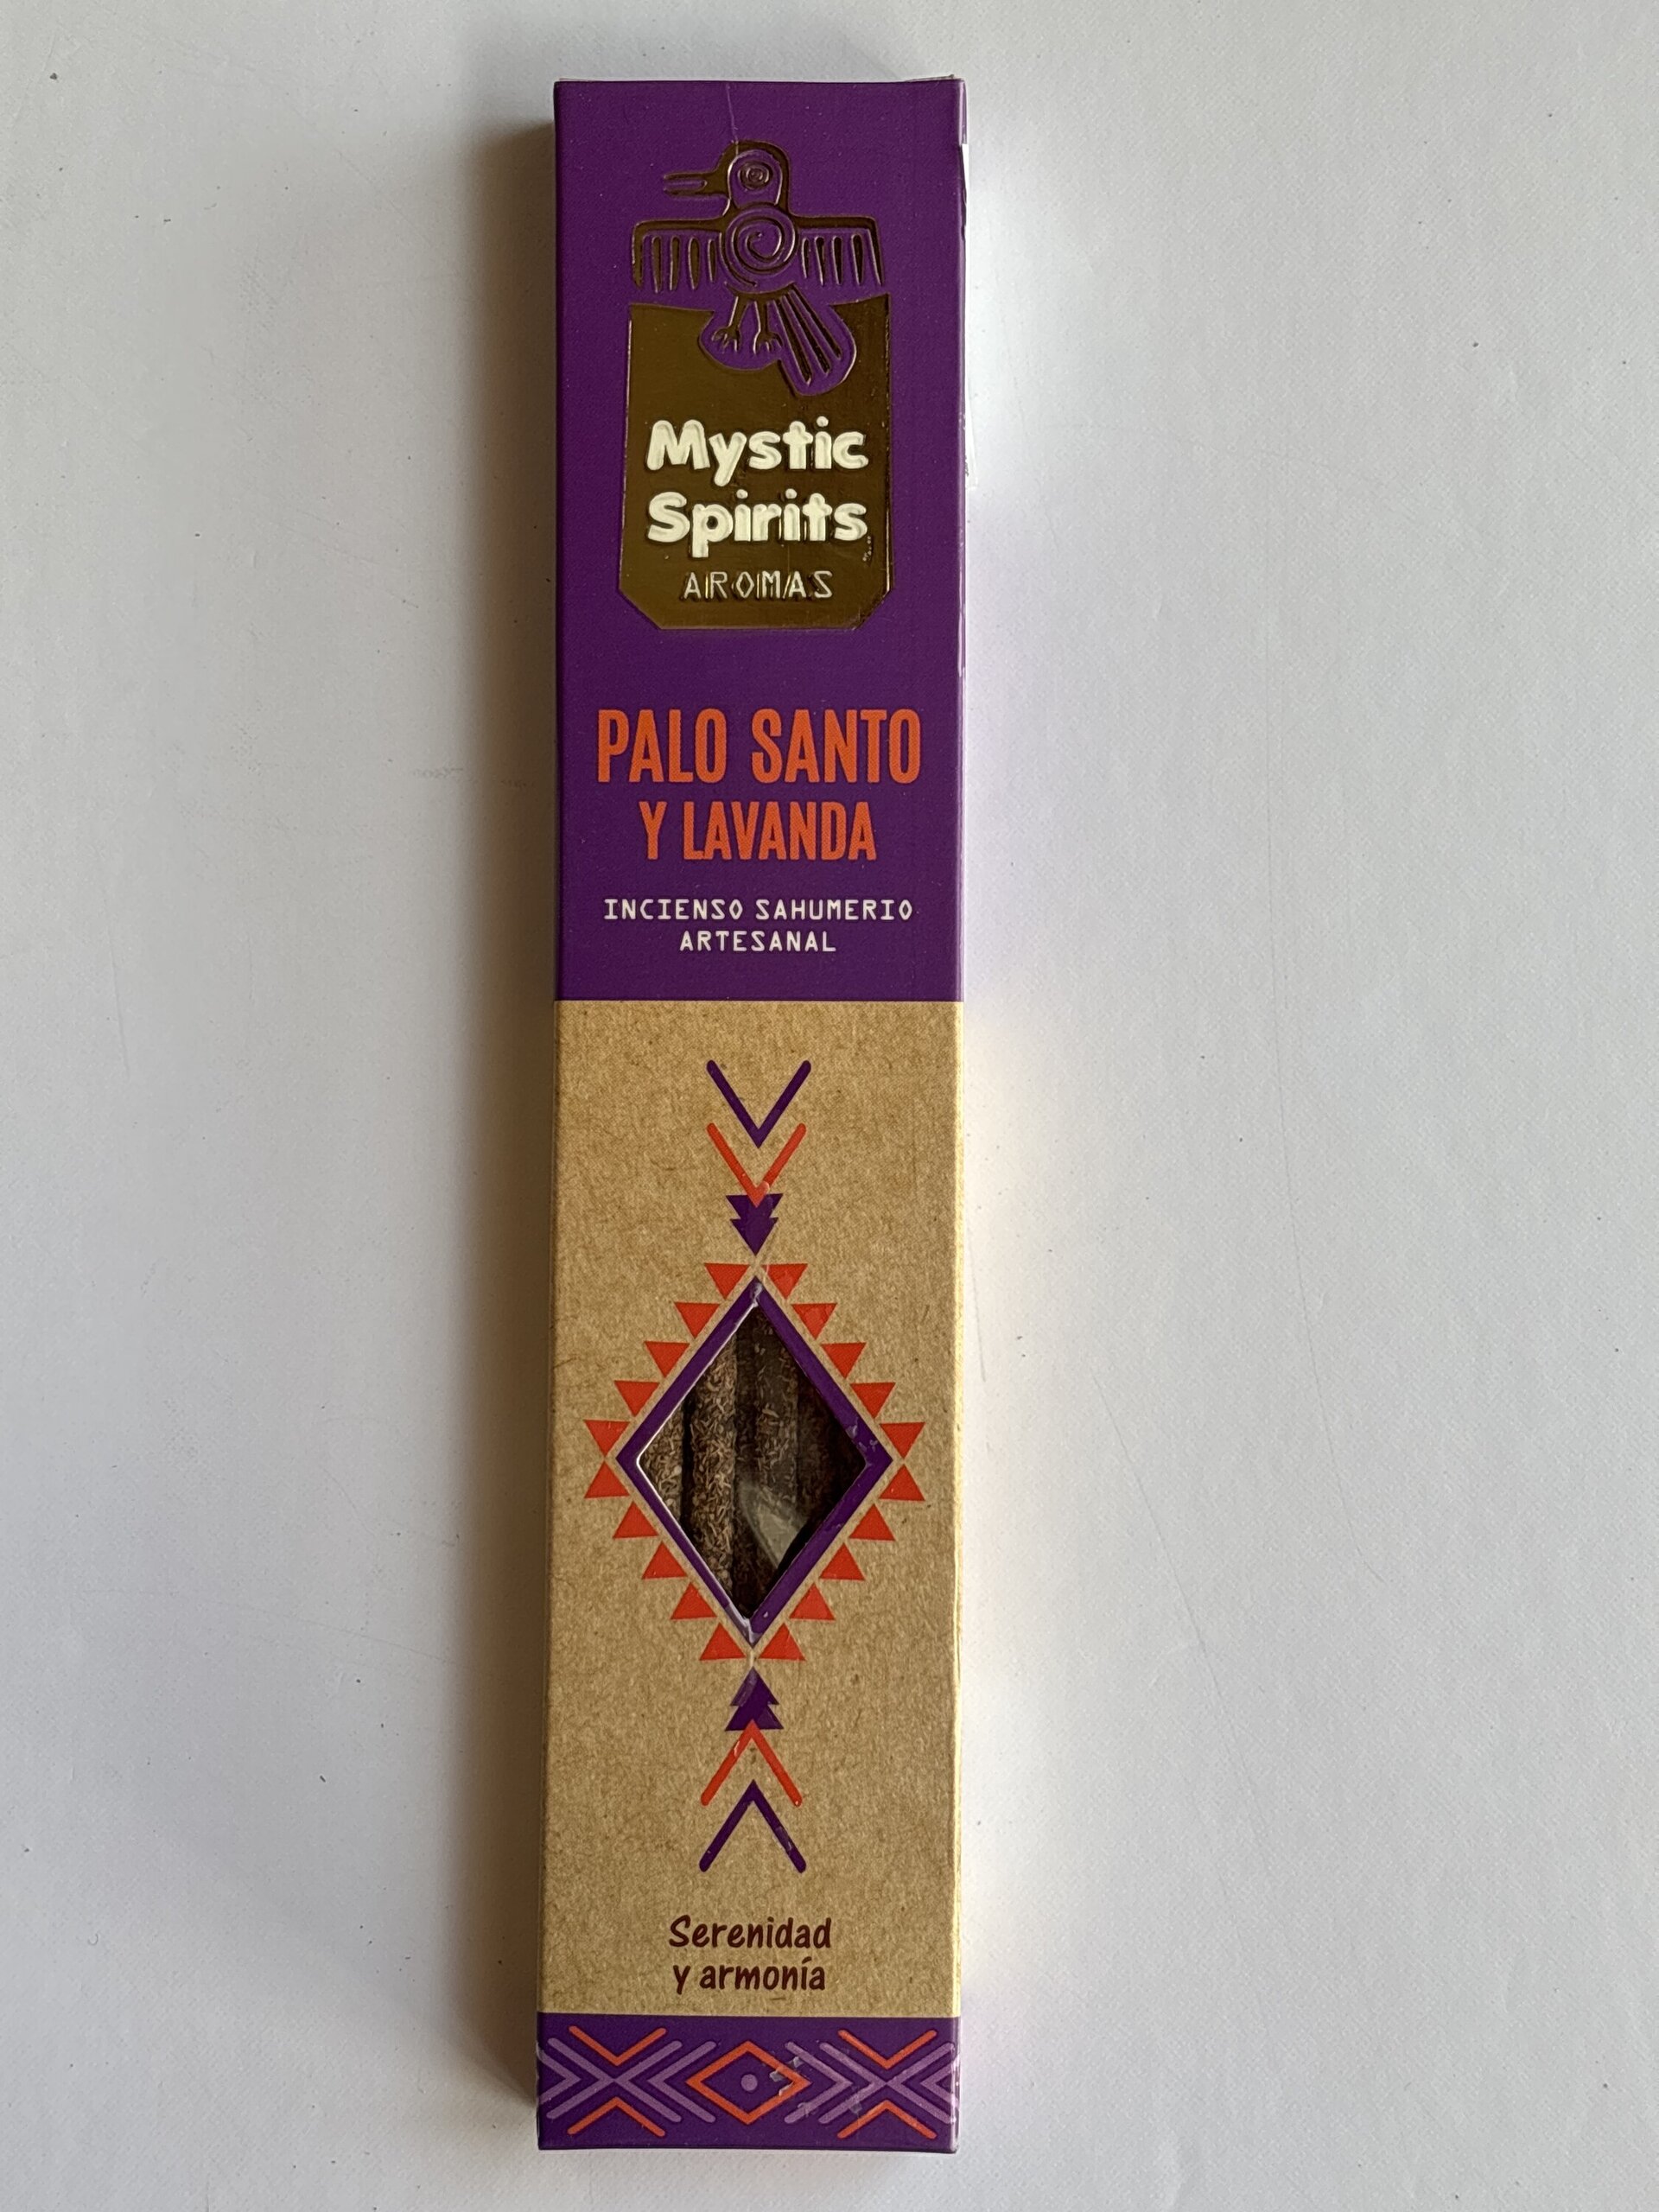 Mystic
Spirits
AROMAS
PALO SANTO
Y LAVANDA
INCIENSO SAHUMERIO
ARTESANAL
Serenidad
y armonía